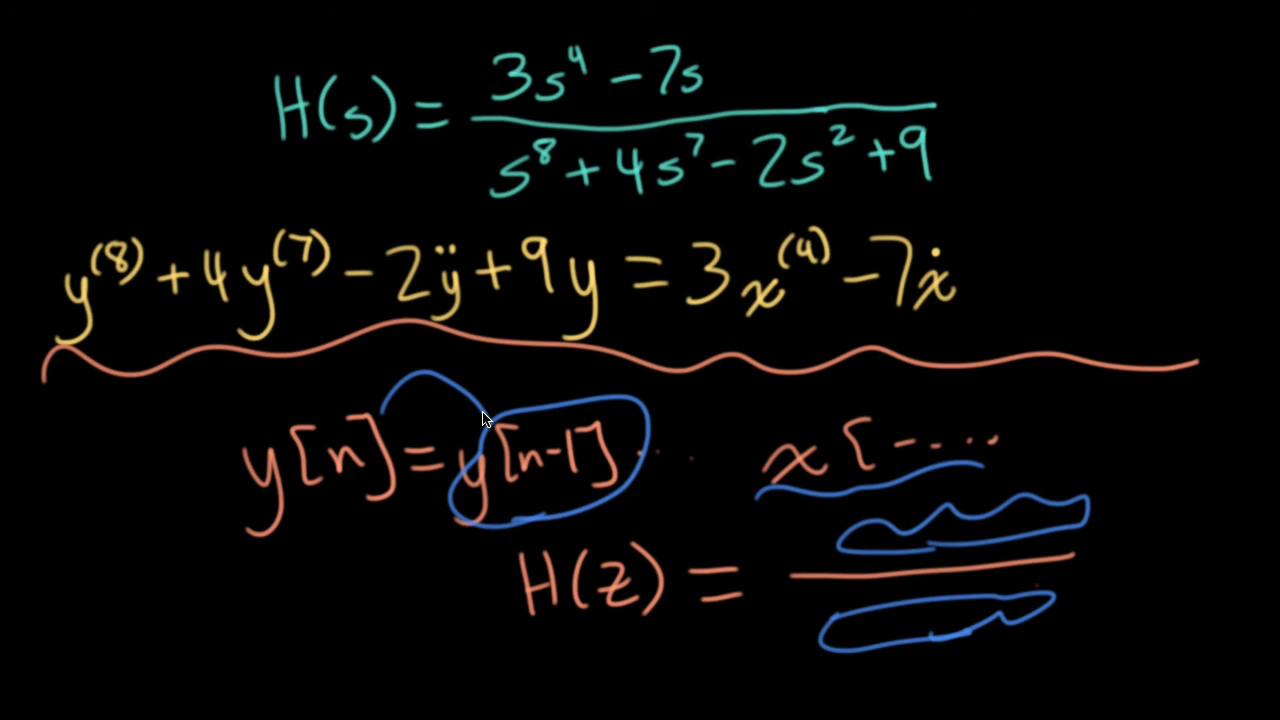 H(s) = (3s⁴ − 7s) / (s⁸ + 4s⁷ − 2s² + 9)
y⁽⁸⁾ + 4y⁽⁷⁾ − 2ÿ + 9y = 3x⁽⁴⁾ − 7ẋ
y[n] = y[n-1] . . x[-...
H(z) =